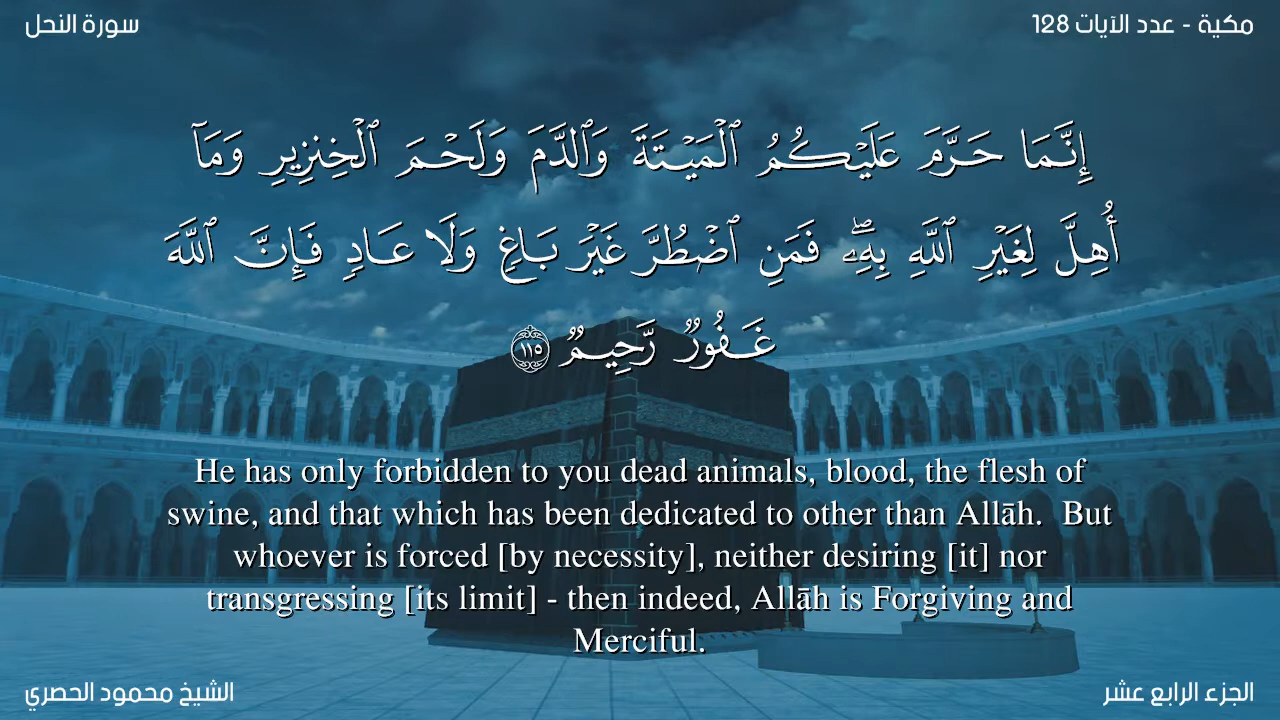 سورة النحل
مكية - عدد الآيات 128
إِنَّمَا حَرَّمَ عَلَيْكُمُ ٱلْمَيْتَةَ وَٱلدَّمَ وَلَحْمَ ٱلْخِنزِيرِ وَمَآ
أُهِلَّ لِغَيْرِ ٱللَّهِ بِهِۦۖ فَمَنِ ٱضْطُرَّ غَيْرَ بَاغٍ وَلَا عَادٍ فَإِنَّ ٱللَّهَ
غَفُورٌ رَّحِيمٌ ١١٥
He has only forbidden to you dead animals, blood, the flesh of
swine, and that which has been dedicated to other than Allāh.  But
whoever is forced [by necessity], neither desiring [it] nor
transgressing [its limit] - then indeed, Allāh is Forgiving and
Merciful.
الشيخ محمود الحصري
الجزء الرابع عشر